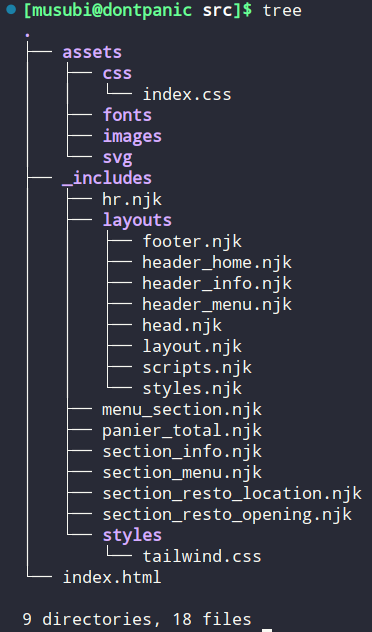 [musubi@dontpanic src]$ tree
.
├── assets
│   ├── css
│   │   └── index.css
│   ├── fonts
│   ├── images
│   └── svg
├── _includes
│   ├── hr.njk
│   ├── layouts
│   │   ├── footer.njk
│   │   ├── header_home.njk
│   │   ├── header_info.njk
│   │   ├── header_menu.njk
│   │   ├── head.njk
│   │   ├── layout.njk
│   │   ├── scripts.njk
│   │   └── styles.njk
│   ├── menu_section.njk
│   ├── panier_total.njk
│   ├── section_info.njk
│   ├── section_menu.njk
│   ├── section_resto_location.njk
│   ├── section_resto_opening.njk
│   └── styles
│       └── tailwind.css
└── index.html
9 directories, 18 files